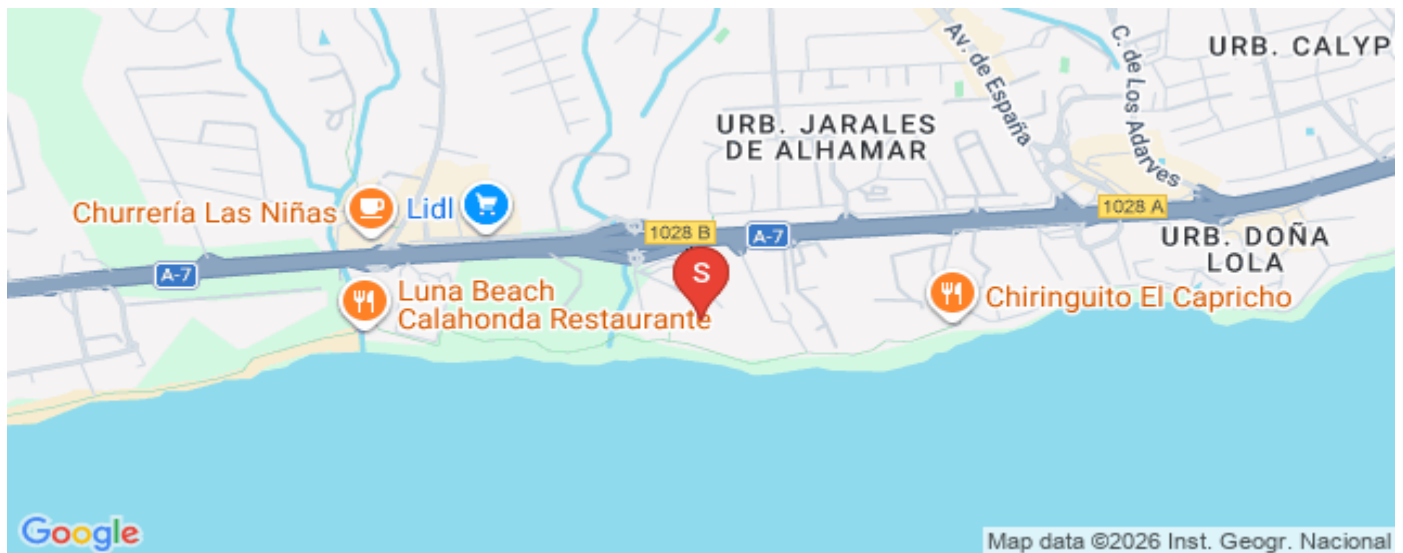 URB. CALYP
Av. de España
C. de Los Adarves
URB. JARALES
DE ALHAMAR
Churrería Las Niñas
Lidl
1028 B
A-7
1028 A
URB. DOÑA
LOLA
A-7
S
Luna Beach
Calahonda Restaurante
Chiringuito El Capricho
Google
Map data ©2026 Inst. Geogr. Nacional